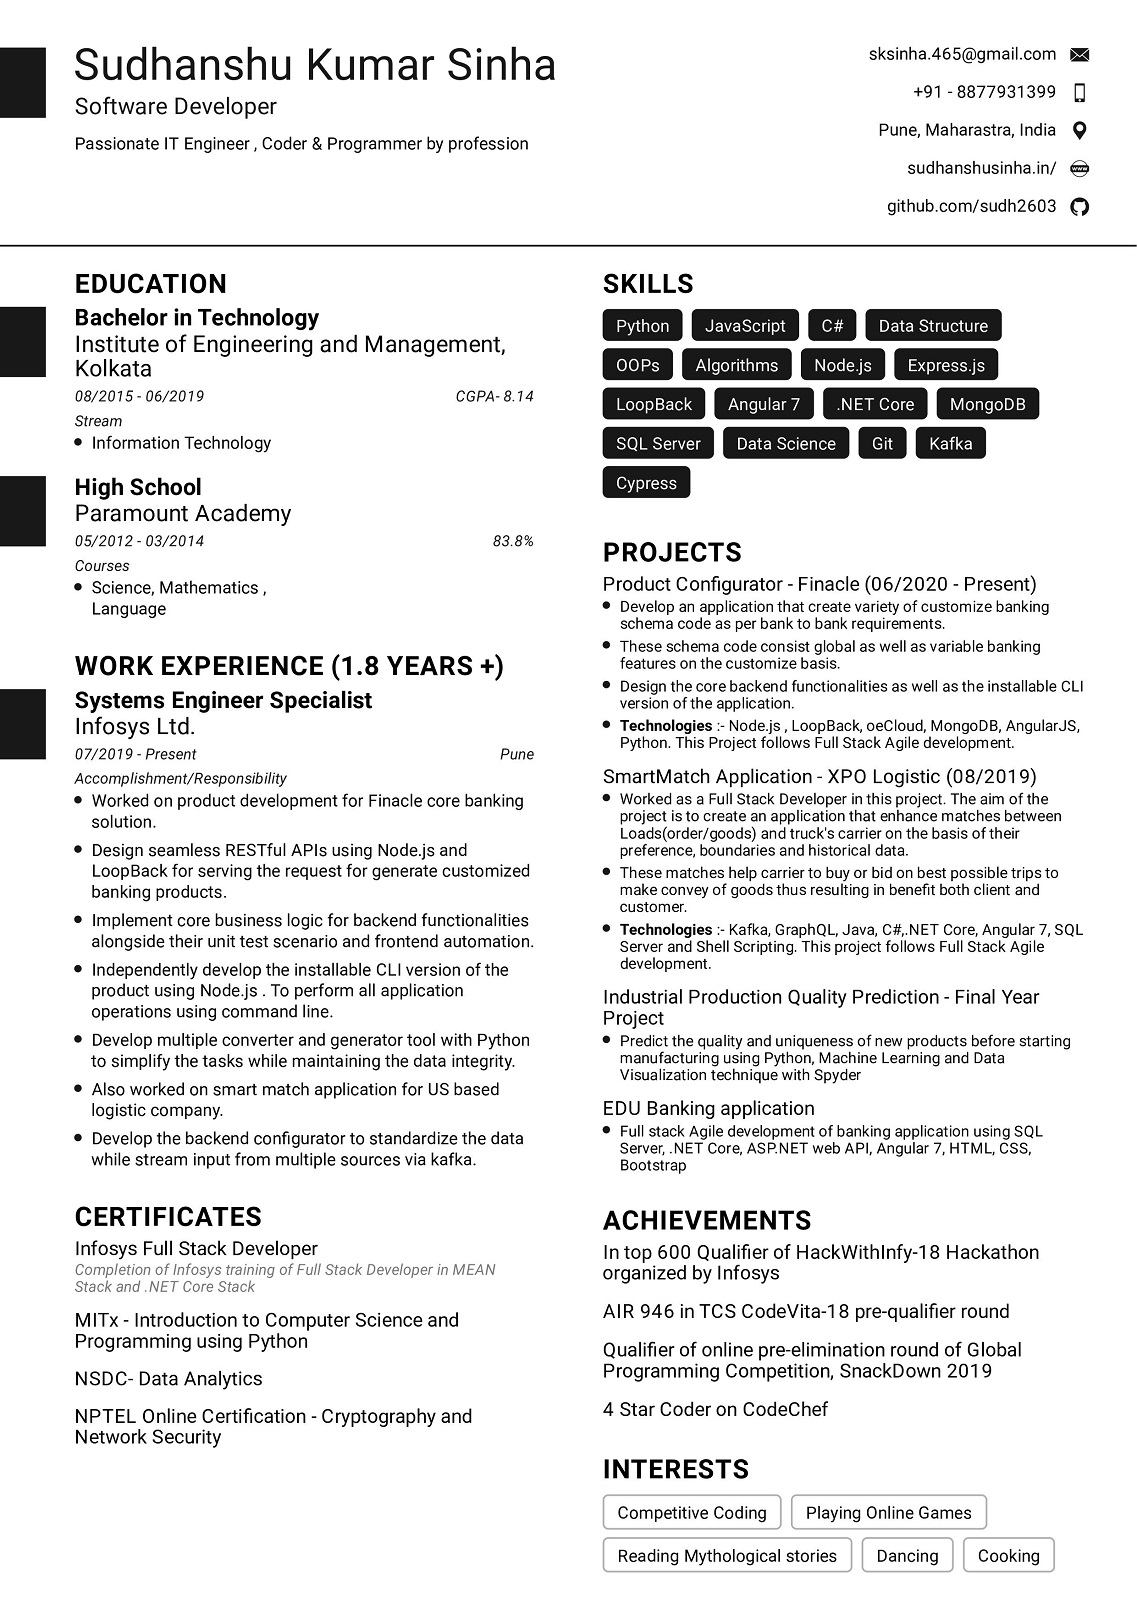 Sudhanshu Kumar Sinha
Software Developer
Passionate IT Engineer , Coder & Programmer by profession
sksinha.465@gmail.com
+91 - 8877931399
Pune, Maharastra, India
sudhanshusinha.in/
github.com/sudh2603
EDUCATION
Bachelor in Technology
Institute of Engineering and Management,
Kolkata
08/2015 - 06/2019 CGPA- 8.14
Stream
• Information Technology
High School
Paramount Academy
05/2012 - 03/2014 83.8%
Courses
• Science, Mathematics ,
Language
WORK EXPERIENCE (1.8 YEARS +)
Systems Engineer Specialist
Infosys Ltd.
07/2019 - Present Pune
Accomplishment/Responsibility
• Worked on product development for Finacle core banking
solution.
• Design seamless RESTful APIs using Node.js and
LoopBack for serving the request for generate customized
banking products.
• Implement core business logic for backend functionalities
alongside their unit test scenario and frontend automation.
• Independently develop the installable CLI version of the
product using Node.js . To perform all application
operations using command line.
• Develop multiple converter and generator tool with Python
to simplify the tasks while maintaining the data integrity.
• Also worked on smart match application for US based
logistic company.
• Develop the backend configurator to standardize the data
while stream input from multiple sources via kafka.
CERTIFICATES
Infosys Full Stack Developer
Completion of Infosys training of Full Stack Developer in MEAN
Stack and .NET Core Stack
MITx - Introduction to Computer Science and
Programming using Python
NSDC- Data Analytics
NPTEL Online Certification - Cryptography and
Network Security
SKILLS
Python JavaScript C# Data Structure
OOPs Algorithms Node.js Express.js
LoopBack Angular 7 .NET Core MongoDB
SQL Server Data Science Git Kafka
Cypress
PROJECTS
Product Configurator - Finacle (06/2020 - Present)
• Develop an application that create variety of customize banking
schema code as per bank to bank requirements.
• These schema code consist global as well as variable banking
features on the customize basis.
• Design the core backend functionalities as well as the installable CLI
version of the application.
• Technologies :- Node.js , LoopBack, oeCloud, MongoDB, AngularJS,
Python. This Project follows Full Stack Agile development.
SmartMatch Application - XPO Logistic (08/2019)
• Worked as a Full Stack Developer in this project. The aim of the
project is to create an application that enhance matches between
Loads(order/goods) and truck's carrier on the basis of their
preference, boundaries and historical data.
• These matches help carrier to buy or bid on best possible trips to
make convey of goods thus resulting in benefit both client and
customer.
• Technologies :- Kafka, GraphQL, Java, C#,.NET Core, Angular 7, SQL
Server and Shell Scripting. This project follows Full Stack Agile
development.
Industrial Production Quality Prediction - Final Year
Project
• Predict the quality and uniqueness of new products before starting
manufacturing using Python, Machine Learning and Data
Visualization technique with Spyder
EDU Banking application
• Full stack Agile development of banking application using SQL
Server, .NET Core, ASP.NET web API, Angular 7, HTML, CSS,
Bootstrap
ACHIEVEMENTS
In top 600 Qualifier of HackWithInfy-18 Hackathon
organized by Infosys
AIR 946 in TCS CodeVita-18 pre-qualifier round
Qualifier of online pre-elimination round of Global
Programming Competition, SnackDown 2019
4 Star Coder on CodeChef
INTERESTS
Competitive Coding Playing Online Games
Reading Mythological stories Dancing Cooking